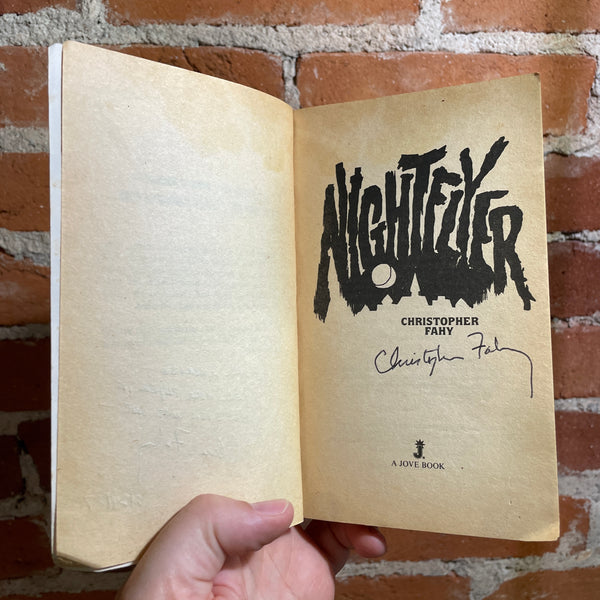 NIGHTFLYER
CHRISTOPHER
FAHY
Christopher Fahy
J.
A JOVE BOOK